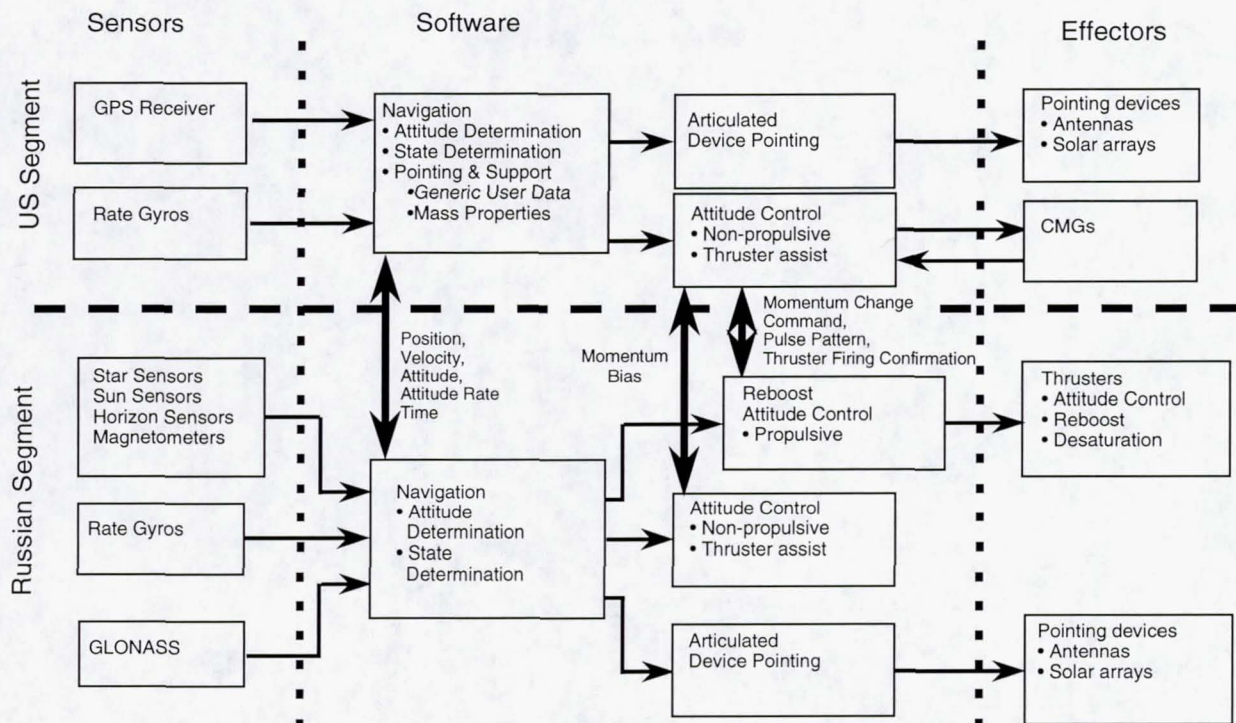 Sensors
Software
Effectors
US Segment
GPS Receiver
Rate Gyros
Navigation
• Attitude Determination
• State Determination
• Pointing & Support
•Generic User Data
•Mass Properties
Articulated
Device Pointing
Attitude Control
• Non-propulsive
• Thruster assist
Pointing devices
• Antennas
• Solar arrays
CMGs
Position,
Velocity,
Attitude,
Attitude Rate
Time
Momentum
Bias
Momentum Change
Command,
Pulse Pattern,
Thruster Firing Confirmation
Russian Segment
Star Sensors
Sun Sensors
Horizon Sensors
Magnetometers
Rate Gyros
GLONASS
Navigation
• Attitude
Determination
• State
Determination
Reboost
Attitude Control
• Propulsive
Attitude Control
• Non-propulsive
• Thruster assist
Articulated
Device Pointing
Thrusters
• Attitude Control
• Reboost
• Desaturation
Pointing devices
• Antennas
• Solar arrays